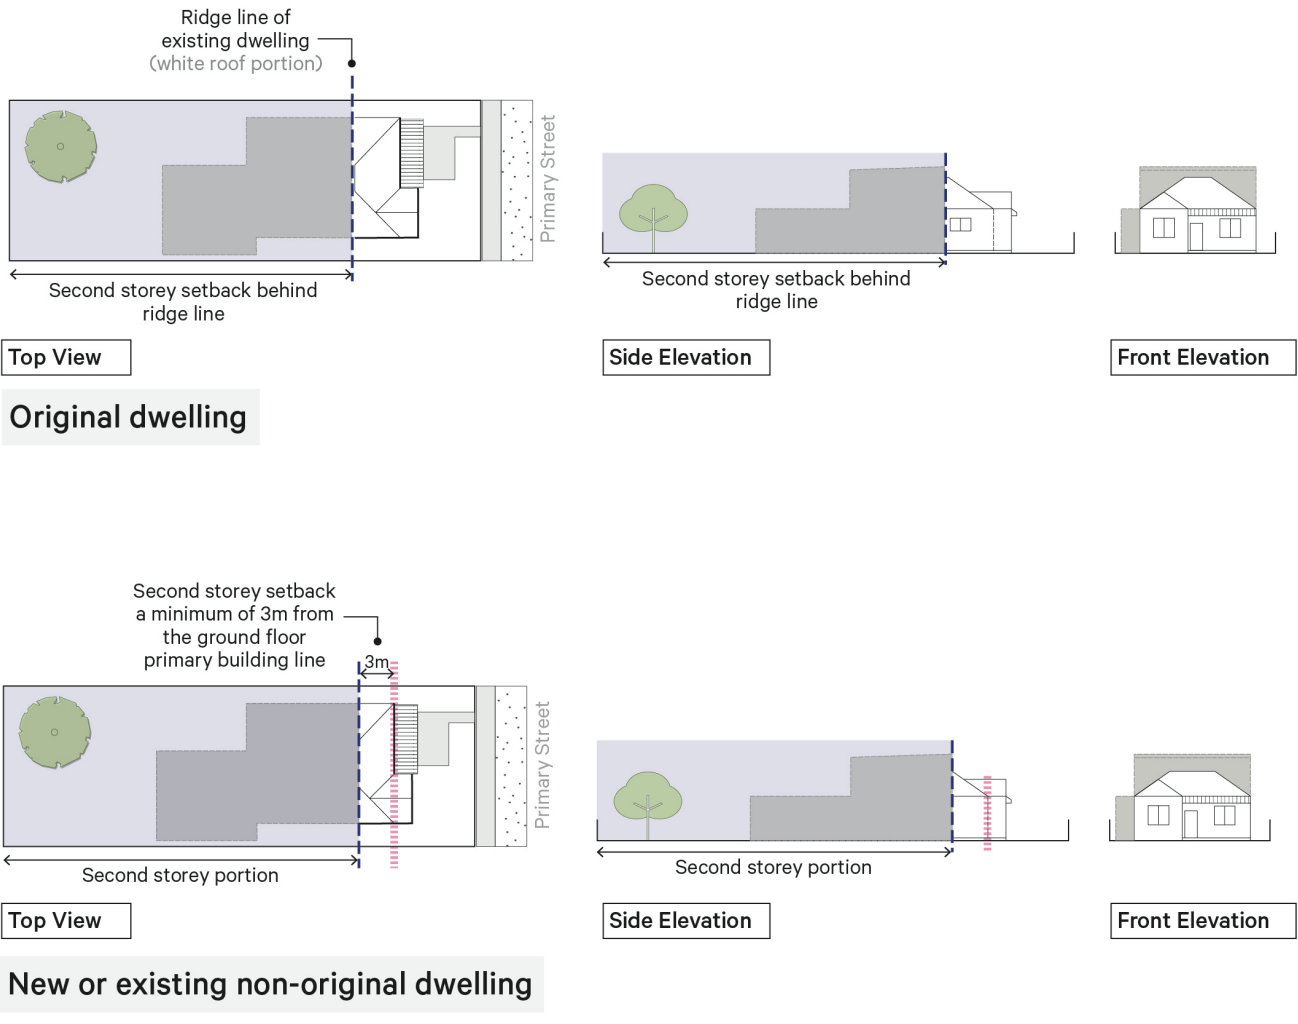 Ridge line of
existing dwelling
(white roof portion)
Primary Street
Second storey setback behind
ridge line
Second storey setback behind
ridge line
Top View
Side Elevation
Front Elevation
Original dwelling
Second storey setback
a minimum of 3m from
the ground floor
primary building line
3m
Primary Street
Second storey portion
Second storey portion
Top View
Side Elevation
Front Elevation
New or existing non-original dwelling